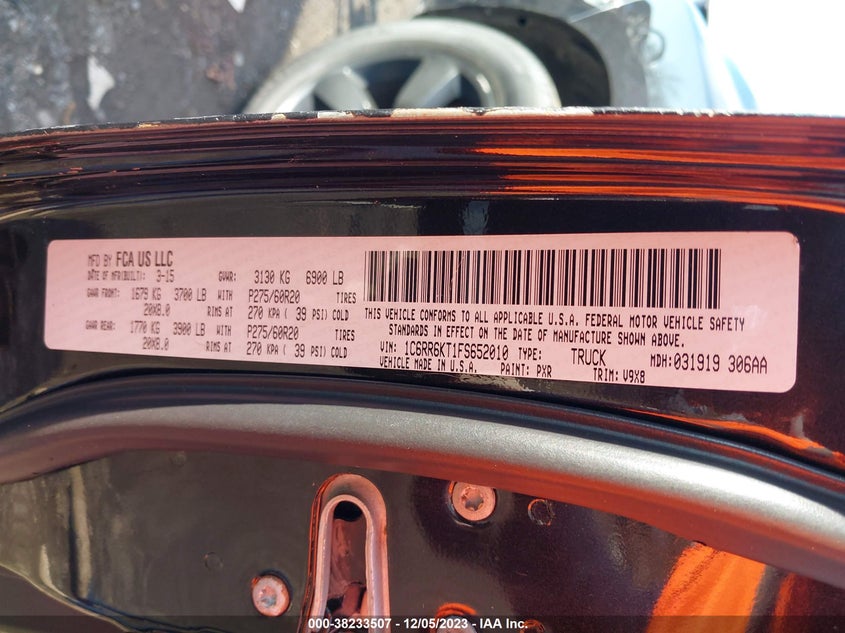 MFD BY FCA US LLC
DATE OF MFR(BUILT): 3-15 GVWR: 3130 KG 6900 LB
GAWR FRONT: 1679 KG 3700 LB WITH P275/60R20 TIRES
20X8.0 RIMS AT 270 KPA ( 39 PSI) COLD
GAWR REAR: 1770 KG 3900 LB WITH P275/60R20 TIRES
20X8.0 RIMS AT 270 KPA ( 39 PSI) COLD
THIS VEHICLE CONFORMS TO ALL APPLICABLE U.S.A. FEDERAL MOTOR VEHICLE SAFETY
STANDARDS IN EFFECT ON THE DATE OF MANUFACTURE SHOWN ABOVE.
VIN: 1C6RR6KT1FS652010 TYPE: TRUCK MDH:031919 306AA
VEHICLE MADE IN U.S.A. PAINT: PXR TRIM: V9X8
000-38233507 - 12/05/2023 - IAA Inc.